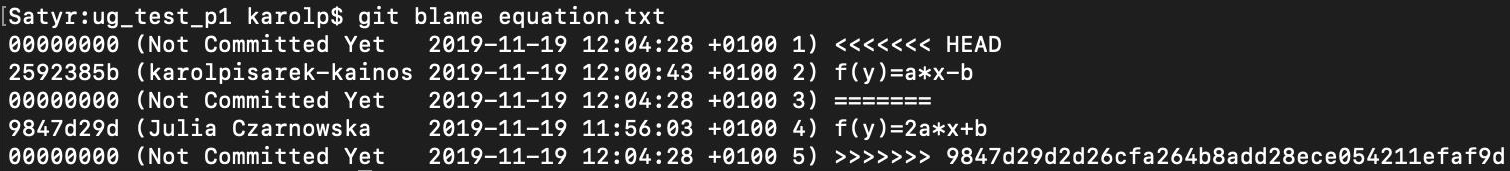 [Satyr:ug_test_p1 karolp$ git blame equation.txt
00000000 (Not Committed Yet   2019-11-19 12:04:28 +0100 1) <<<<<<< HEAD
2592385b (karolpisarek-kainos 2019-11-19 12:00:43 +0100 2) f(y)=a*x-b
00000000 (Not Committed Yet   2019-11-19 12:04:28 +0100 3) =======
9847d29d (Julia Czarnowska    2019-11-19 11:56:03 +0100 4) f(y)=2a*x+b
00000000 (Not Committed Yet   2019-11-19 12:04:28 +0100 5) >>>>>>> 9847d29d2d26cfa264b8add28ece054211efaf9d